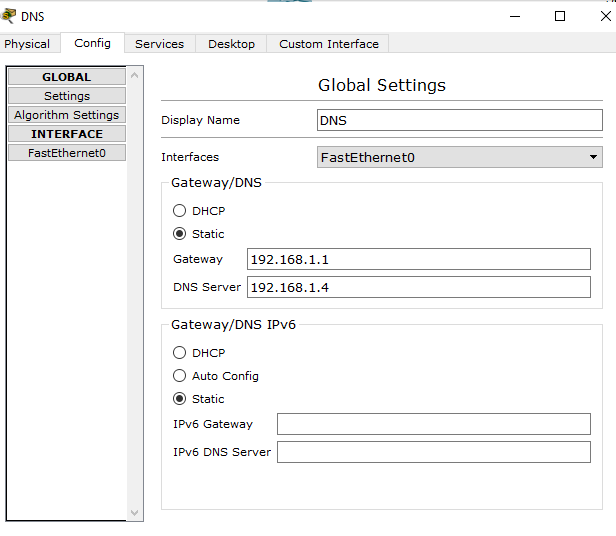 DNS
Physical Config Services Desktop Custom Interface
GLOBAL
Settings
Algorithm Settings
INTERFACE
FastEthernet0
Global Settings
Display Name DNS
Interfaces FastEthernet0
Gateway/DNS
DHCP
Static
Gateway 192.168.1.1
DNS Server 192.168.1.4
Gateway/DNS IPv6
DHCP
Auto Config
Static
IPv6 Gateway
IPv6 DNS Server